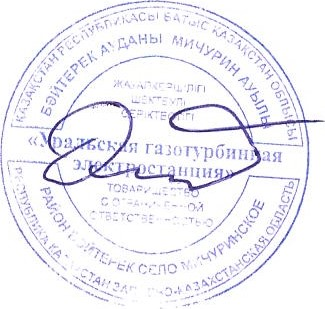 ҚАЗАҚСТАН РЕСПУБЛИКАСЫ БАТЫС ҚАЗАҚСТАН ОБЛЫСЫ
БӘЙТЕРЕК АУДАНЫ МИЧУРИН АУЫЛЫ
ЖАУАПКЕРШІЛІГІ
ШЕКТЕУЛІ
СЕРІКТЕСТІГІ
«Уральская газотурбинная
электростанция»
ТОВАРИЩЕСТВО
С ОГРАНИЧЕННОЙ
ОТВЕТСТВЕННОСТЬЮ
РАЙОН БӘЙТЕРЕК СЕЛО МИЧУРИНСКОЕ
РЕСПУБЛИКА КАЗАХСТАН ЗАПАДНО-КАЗАХСТАНСКАЯ ОБЛАСТЬ